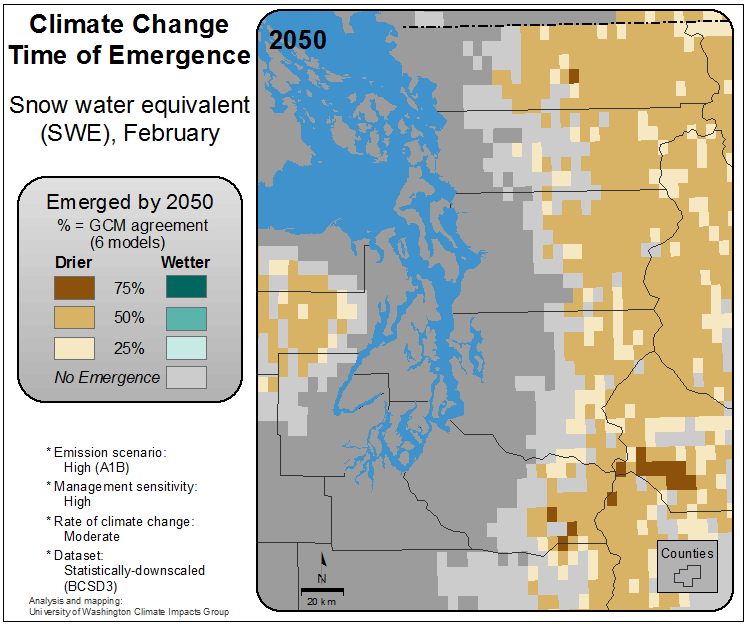 Climate Change
Time of Emergence
Snow water equivalent
(SWE), February
Emerged by 2050
% = GCM agreement
(6 models)
Drier Wetter
75%
50%
25%
No Emergence
* Emission scenario:
High (A1B)
* Management sensitivity:
High
* Rate of climate change:
Moderate
* Dataset:
Statistically-downscaled
(BCSD3)
Analysis and mapping:
University of Washington Climate Impacts Group
2050
N
20 km
Counties